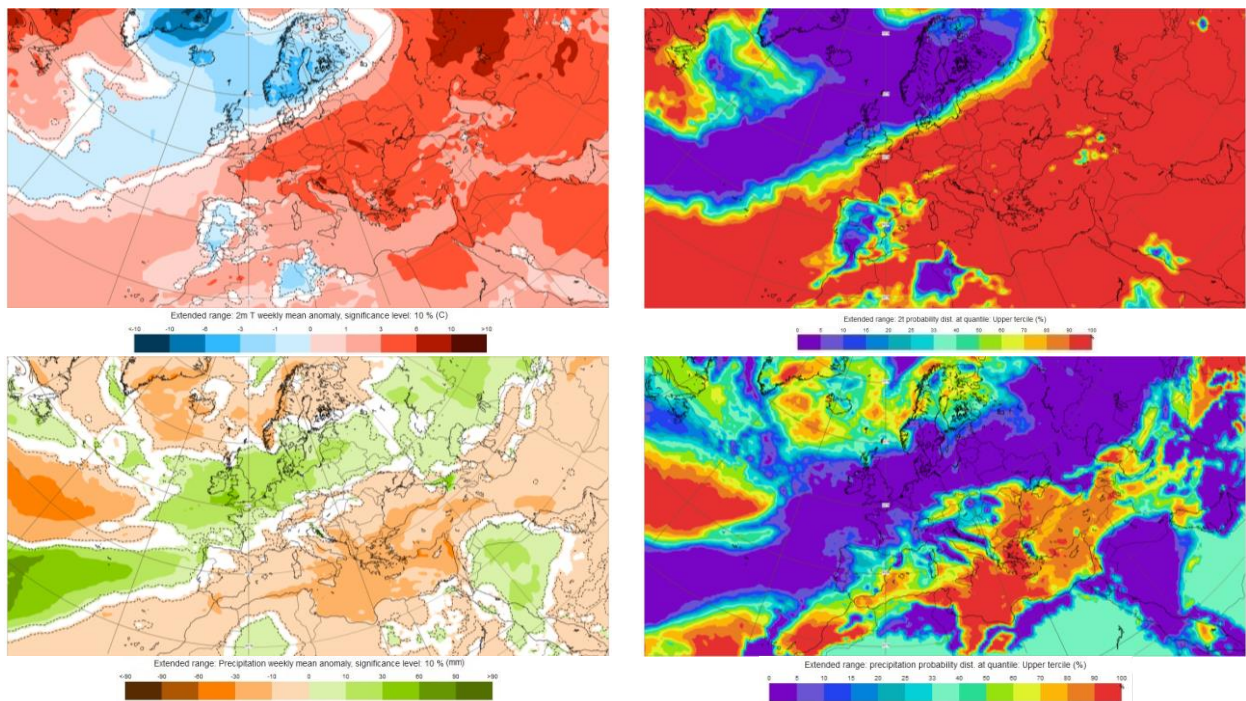 Extended range: 2m T weekly mean anomaly, significance level: 10 % (C)
<-10 -10 -6 -3 -1 0 1 3 6 10 >10
Extended range: 2t probability dist. at quantile: Upper tercile (%)
0 5 10 15 20 25 33 40 50 60 70 80 90 100
%
Extended range: Precipitation weekly mean anomaly, significance level: 10 % (mm)
<-90 -90 -60 -30 -10 0 10 30 60 90 >90
Extended range: precipitation probability dist. at quantile: Upper tercile (%)
0 5 10 15 20 25 33 40 50 60 70 80 90 100
%